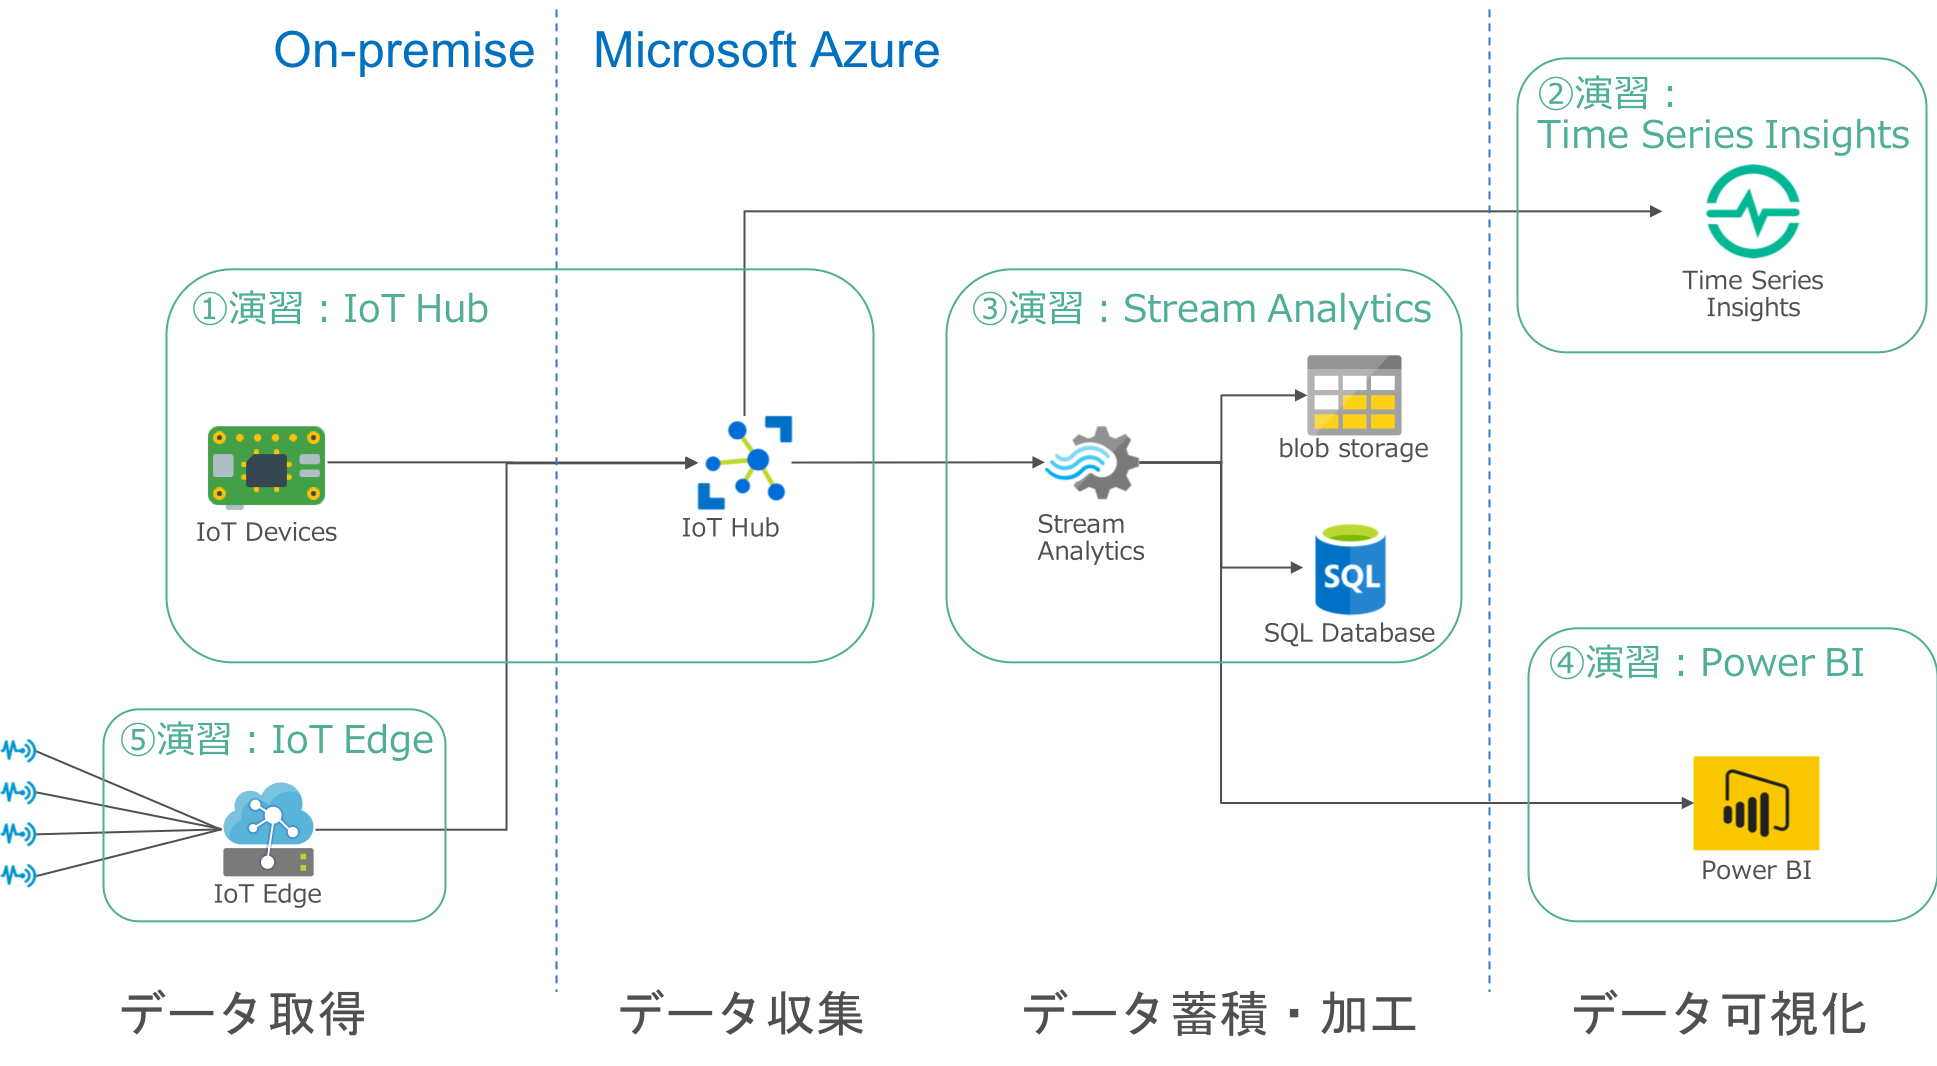 On-premise
Microsoft Azure
②演習：
Time Series Insights
Time Series
Insights
①演習：IoT Hub
IoT Devices
IoT Hub
③演習：Stream Analytics
Stream
Analytics
blob storage
SQL
SQL Database
④演習：Power BI
Power BI
⑤演習：IoT Edge
IoT Edge
データ取得
データ収集
データ蓄積・加工
データ可視化